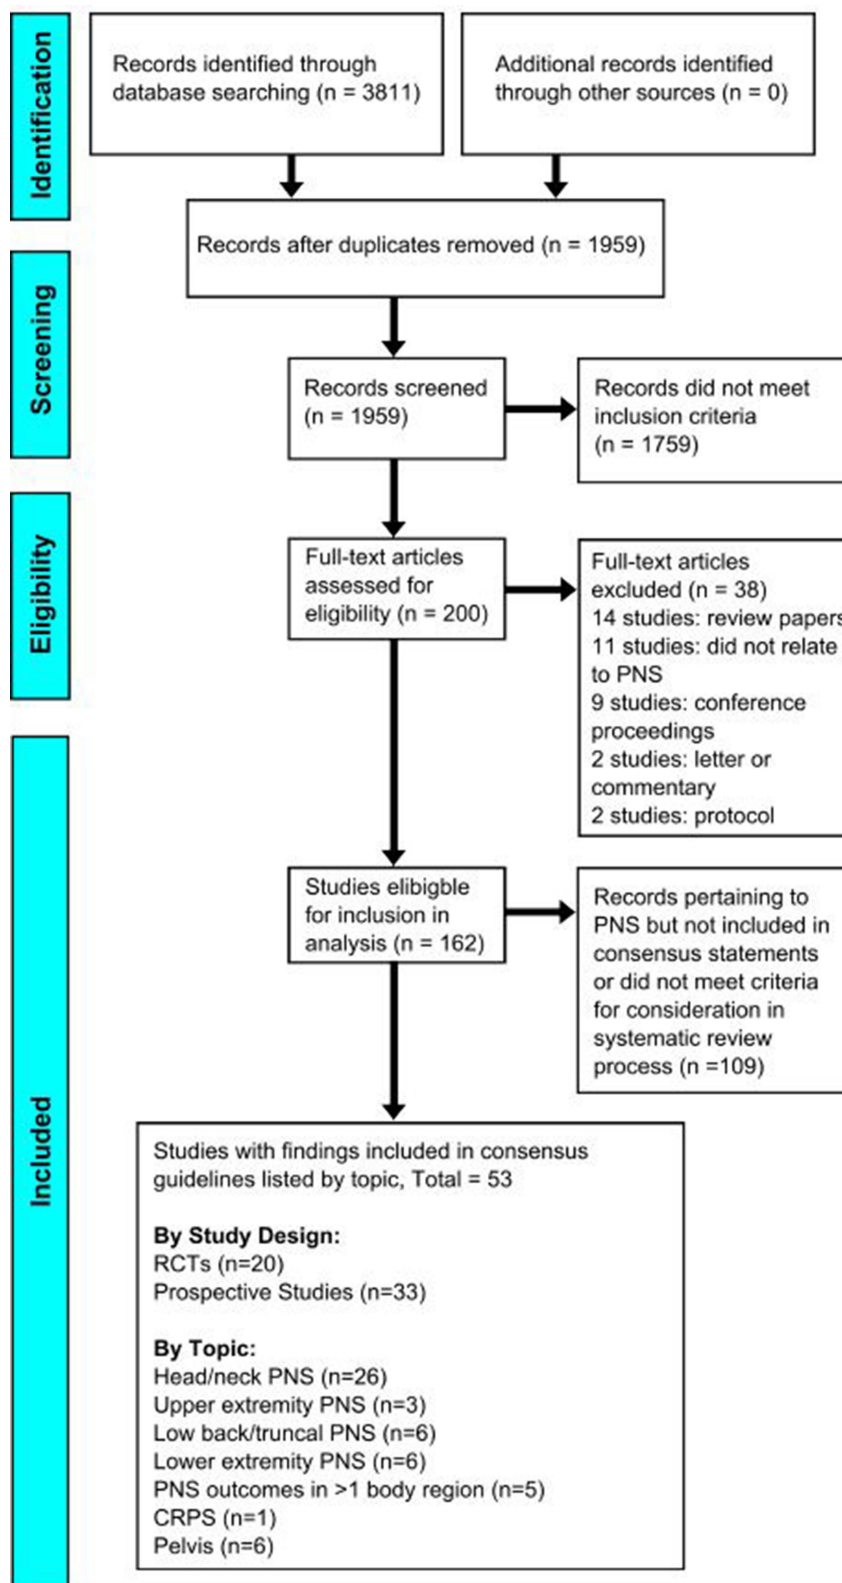 Identification
Records identified through
database searching (n = 3811)
Additional records identified
through other sources (n = 0)
Records after duplicates removed (n = 1959)
Screening
Records screened
(n = 1959)
Records did not meet
inclusion criteria
(n = 1759)
Eligibility
Full-text articles
assessed for
eligibility (n = 200)
Full-text articles
excluded (n = 38)
14 studies: review papers
11 studies: did not relate
to PNS
9 studies: conference
proceedings
2 studies: letter or
commentary
2 studies: protocol
Included
Studies elibigble
for inclusion in
analysis (n = 162)
Records pertaining to
PNS but not included in
consensus statements
or did not meet criteria
for consideration in
systematic review
process (n =109)
Studies with findings included in consensus
guidelines listed by topic, Total = 53
By Study Design:
RCTs (n=20)
Prospective Studies (n=33)
By Topic:
Head/neck PNS (n=26)
Upper extremity PNS (n=3)
Low back/truncal PNS (n=6)
Lower extremity PNS (n=6)
PNS outcomes in >1 body region (n=5)
CRPS (n=1)
Pelvis (n=6)